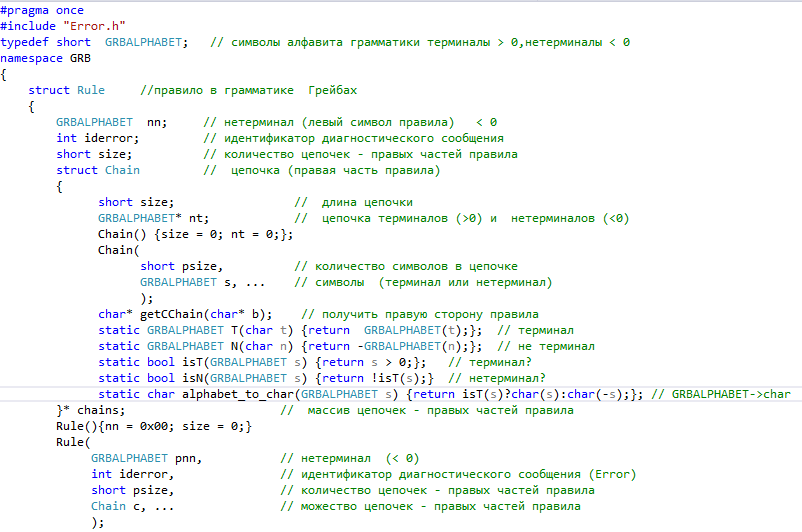 #pragma once
#include "Error.h"
typedef short  GRBALPHABET;   // символы алфавита грамматики терминалы > 0,нетерминалы < 0
namespace GRB
{
    struct Rule     //правило в грамматике  Грейбах
    {
        GRBALPHABET  nn;     // нетерминал (левый символ правила)   < 0
        int iderror;         // идентификатор диагностического сообщения
        short size;          // количество цепочек - правых частей правила
        struct Chain         //  цепочка (правая часть правила)
        {
              short size;                 //  длина цепочки
              GRBALPHABET* nt;            //  цепочка терминалов (>0) и  нетерминалов (<0)
              Chain() {size = 0; nt = 0;};
              Chain(
                    short psize,          // количество символов в цепочке
                    GRBALPHABET s, ...    // символы  (терминал или нетерминал)
                    );
              char* getCChain(char* b);    // получить правую сторону правила
              static GRBALPHABET T(char t) {return  GRBALPHABET(t);};  // терминал
              static GRBALPHABET N(char n) {return -GRBALPHABET(n);};  // не терминал
              static bool isT(GRBALPHABET s) {return s > 0;};   // терминал?
              static bool isN(GRBALPHABET s) {return !isT(s);}  // нетерминал?
              static char alphabet_to_char(GRBALPHABET s) {return isT(s)?char(s):char(-s);}; // GRBALPHABET->char
        }* chains;                      //  массив цепочек - правых частей правила
        Rule(){nn = 0x00; size = 0;}
        Rule(
             GRBALPHABET pnn,           // нетерминал  (< 0)
             int iderror,               // идентификатор диагностического сообщения (Error)
             short psize,               // количество цепочек - правых частей правила
             Chain c, ...               // можество цепочек - правых частей правила
             );